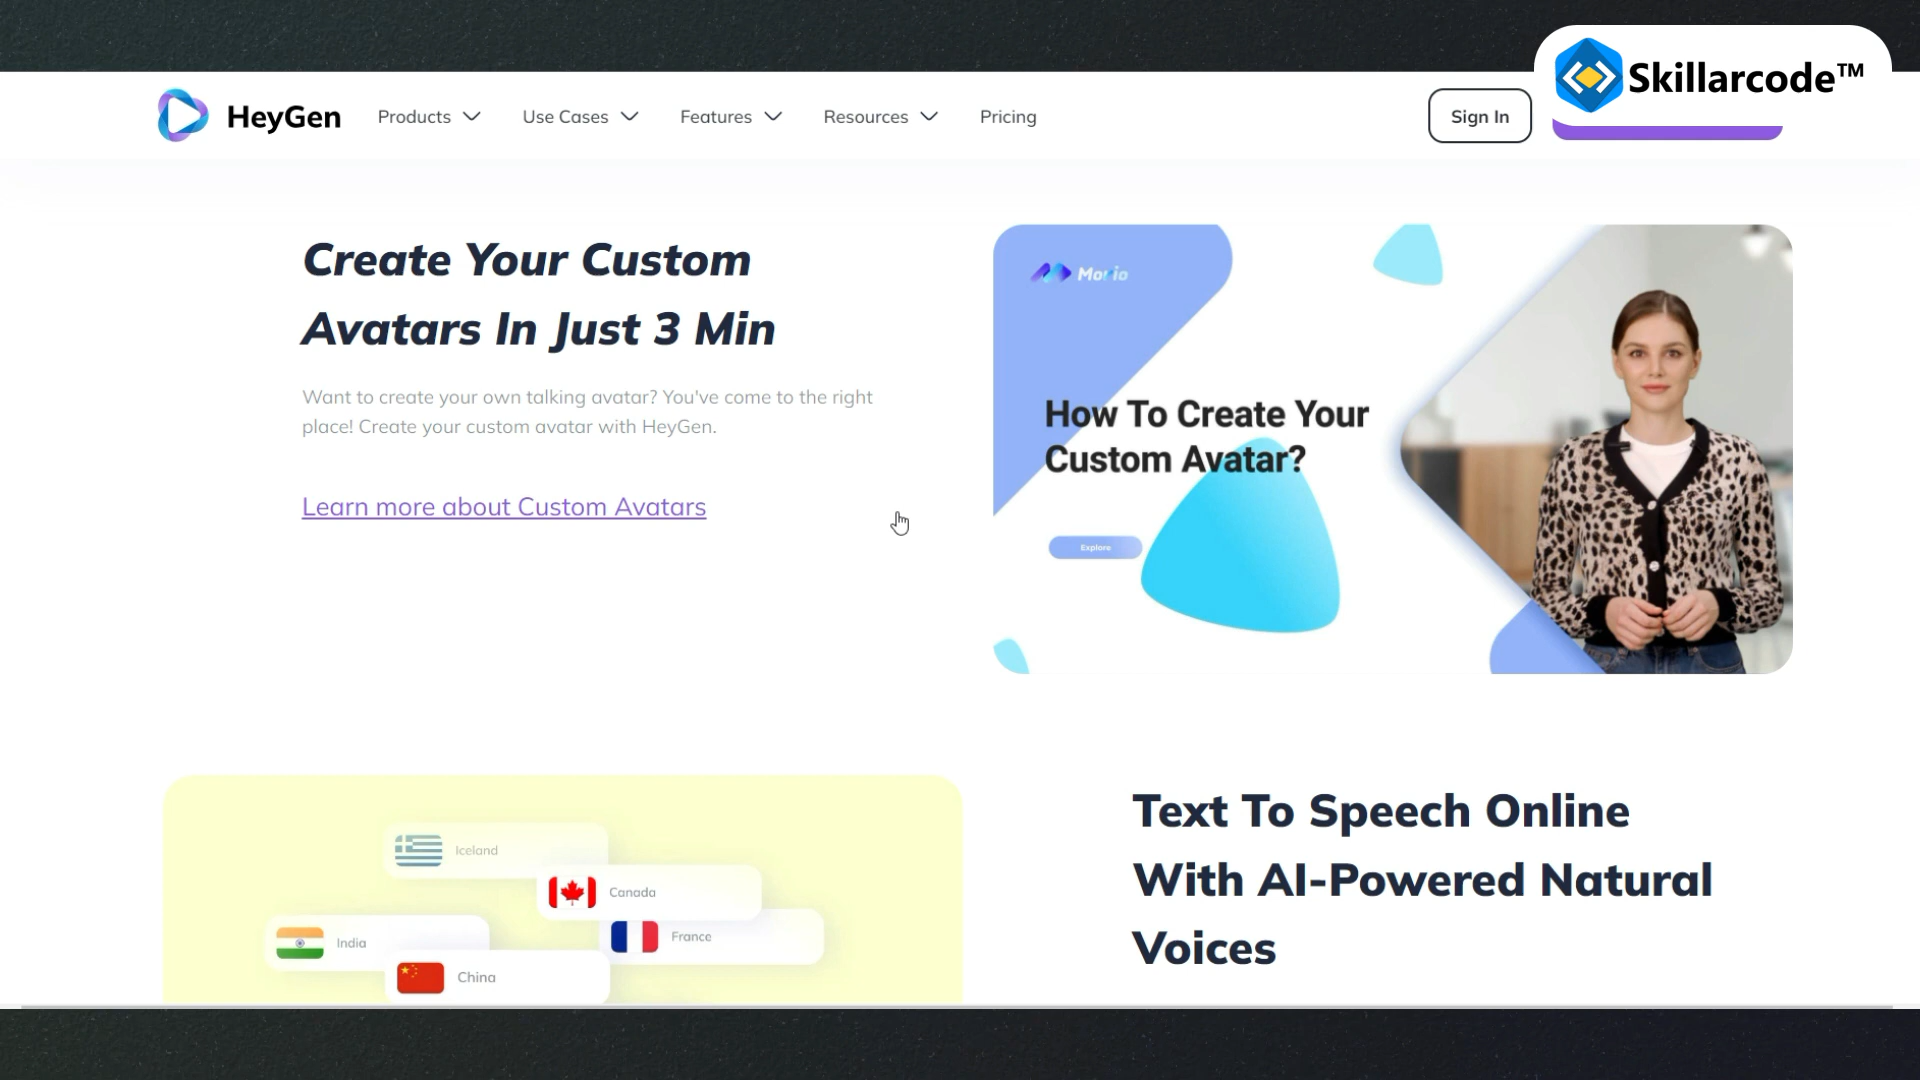 Skillarcode™
HeyGen
Products
Use Cases
Features
Resources
Pricing
Sign In
Create Your Custom
Avatars In Just 3 Min
Want to create your own talking avatar? You've come to the right
place! Create your custom avatar with HeyGen.
Learn more about Custom Avatars
How To Create Your
Custom Avatar?
Explore
Iceland
Canada
India
France
China
Text To Speech Online
With AI-Powered Natural
Voices